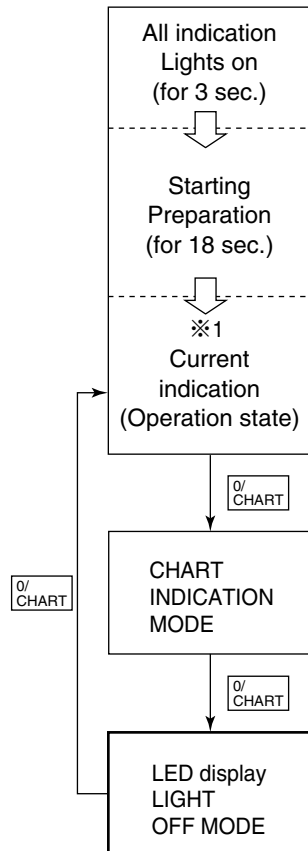 All indication
Lights on
(for 3 sec.)
Starting
Preparation
(for 18 sec.)
※1
Current
indication
(Operation state)
0/
CHART
CHART
INDICATION
MODE
0/
CHART
0/
CHART
LED display
LIGHT
OFF MODE